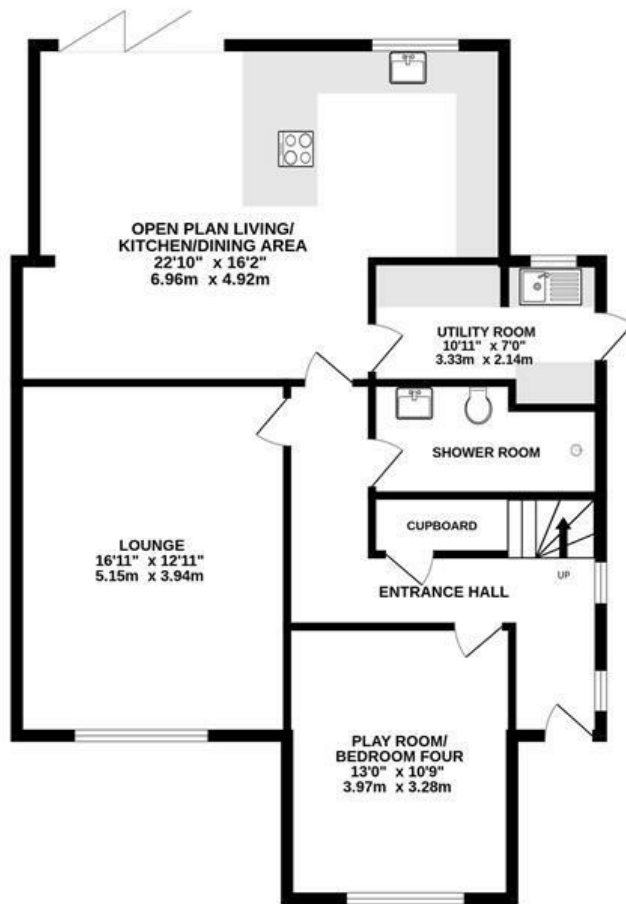 OPEN PLAN LIVING/
KITCHEN/DINING AREA
22'10" x 16'2"
6.96m x 4.92m
UTILITY ROOM
10'11" x 7'0"
3.33m x 2.14m
SHOWER ROOM
CUPBOARD
LOUNGE
16'11" x 12'11"
5.15m x 3.94m
UP
ENTRANCE HALL
PLAY ROOM/
BEDROOM FOUR
13'0" x 10'9"
3.97m x 3.28m